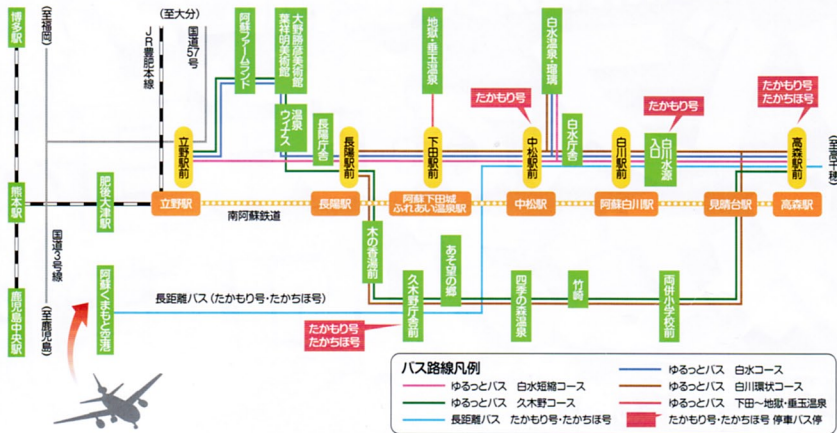 博多駅
(至福岡)
熊本駅
国道3号線
鹿児島中央駅
(至鹿児島)
肥後大津駅
阿蘇くまもと空港
JR豊肥本線
(至大分)
国道57号
阿蘇ファームランド
大野勝彦美術館
葉祥明美術館
温泉
ウイナス
長陽庁舎
地獄・垂玉温泉
白水温泉・瑠璃
白水庁舎
たかもり号
たかもり号
たかもり号
たかちほ号
白川水源
入口
立野駅前
長陽駅前
下田駅前
中松駅前
白川駅前
高森駅前
(至高千穂)
立野駅
長陽駅
阿蘇下田城
ふれあい温泉駅
中松駅
阿蘇白川駅
見晴台駅
高森駅
南阿蘇鉄道
木の香湯前
久木野庁舎前
あそ望の郷
四季の森温泉
竹崎
両併小学校前
長距離バス(たかもり号・たかちほ号)
たかもり号
たかちほ号
バス路線凡例
ゆるっとバス 白水短縮コース
ゆるっとバス 久木野コース
長距離バス たかもり号・たかちほ号
ゆるっとバス 白水コース
ゆるっとバス 白川環状コース
ゆるっとバス 下田〜地獄・垂玉温泉
たかもり号・たかちほ号 停車バス停